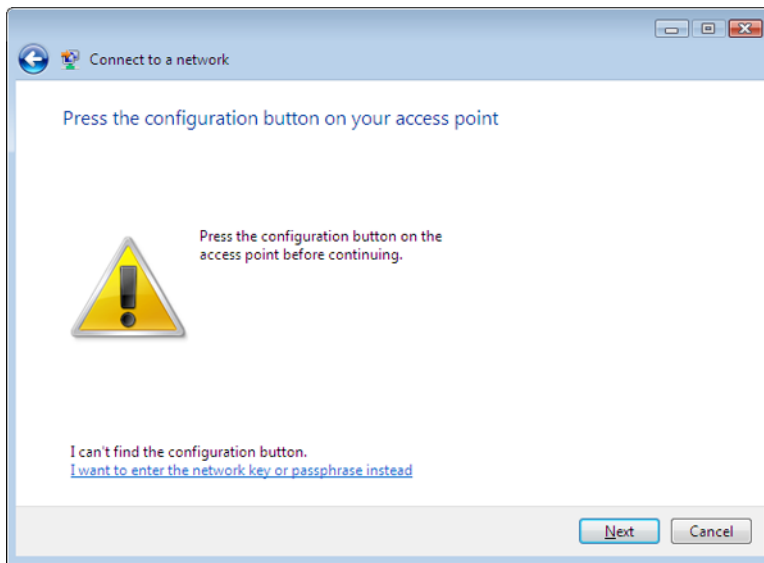 Connect to a network
Press the configuration button on your access point
Press the configuration button on the
access point before continuing.
I can't find the configuration button.
I want to enter the network key or passphrase instead
Next Cancel